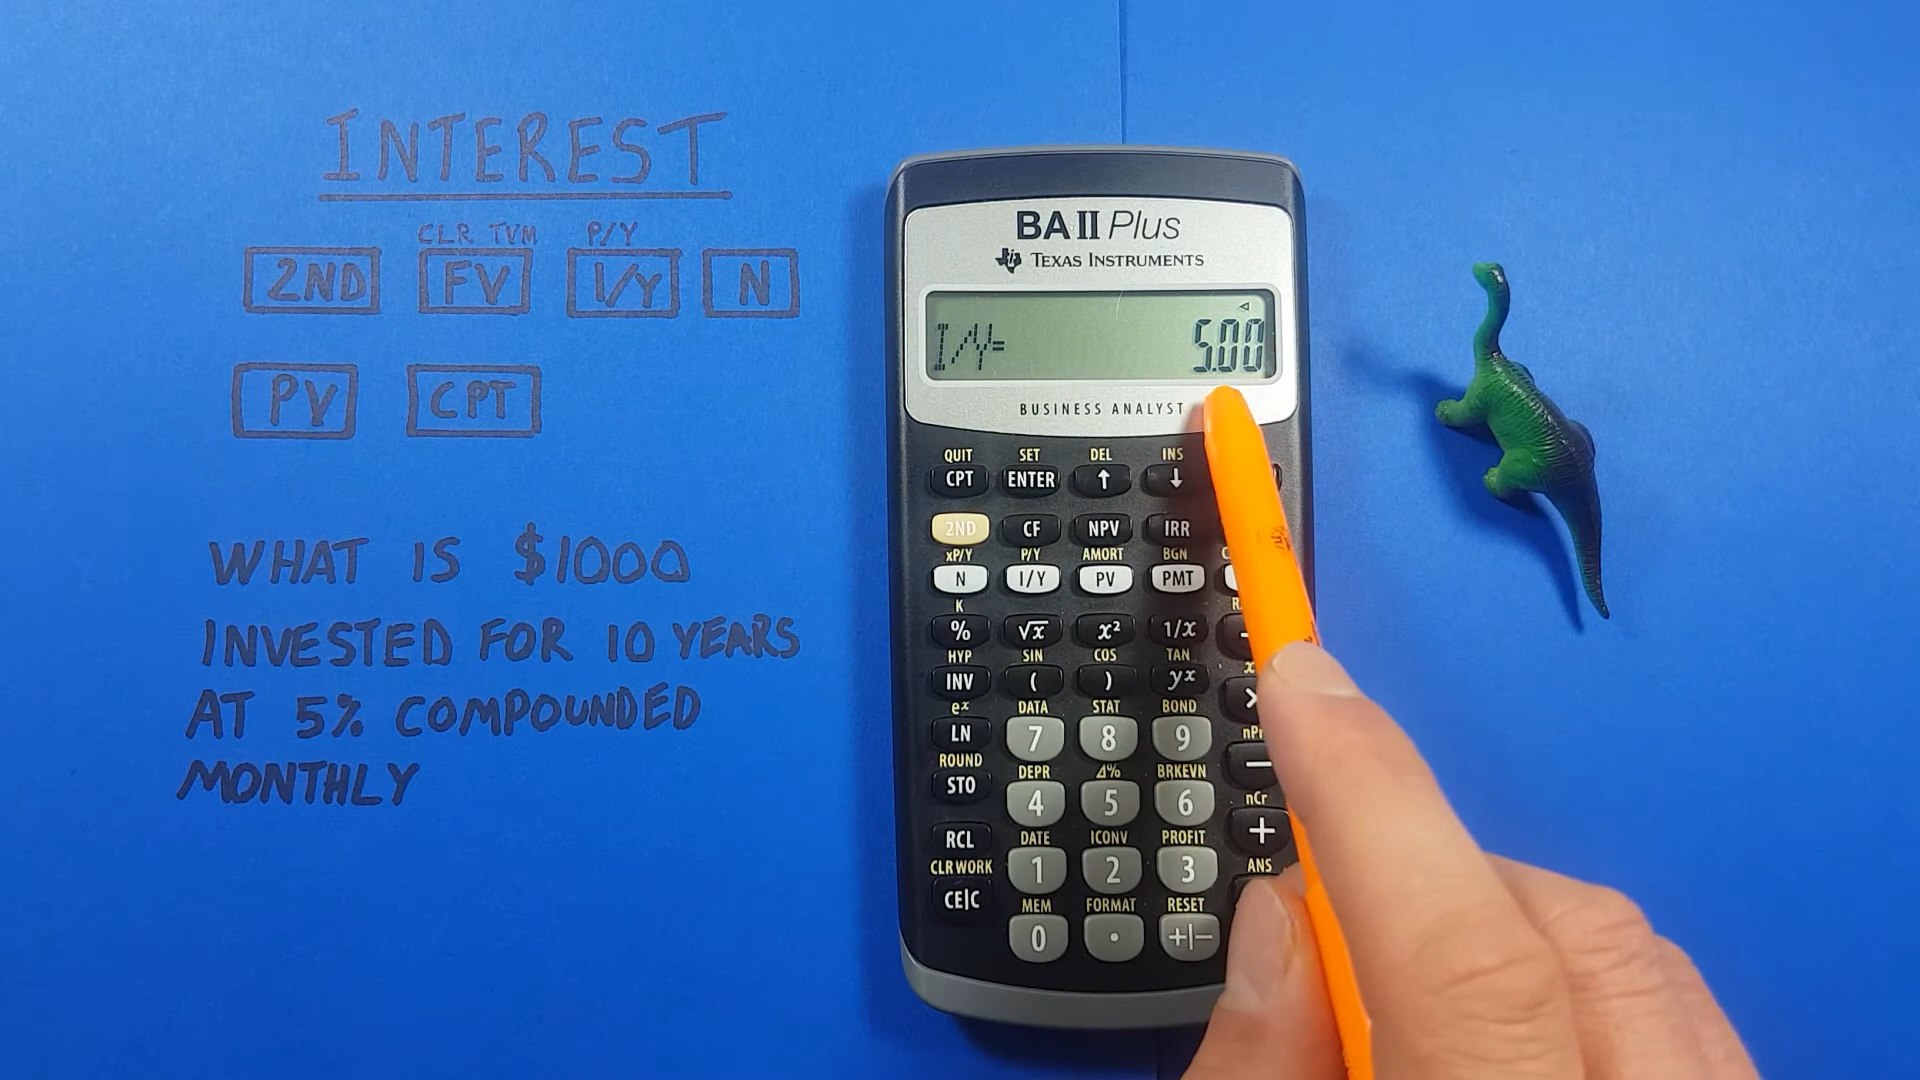 INTEREST
CLR TVM P/Y
2ND FV I/Y N
PV CPT
WHAT IS $1000
INVESTED FOR 10 YEARS
AT 5% COMPOUNDED
MONTHLY
BA II Plus
TEXAS INSTRUMENTS
I/Y= 5.00
BUSINESS ANALYST
QUIT SET DEL INS
CPT ENTER ↑ ↓
2ND CF NPV IRR
xP/Y P/Y AMORT BGN
N I/Y PV PMT
K
% √x x² 1/x
HYP SIN COS TAN
INV ( ) yˣ
eˣ DATA STAT BOND
LN 7 8 9 −
ROUND DEPR Δ% BRKEVN nCr
STO 4 5 6 +
DATE ICONV PROFIT ANS
RCL 1 2 3
CLR WORK
MEM FORMAT RESET
CE|C 0 . +|−